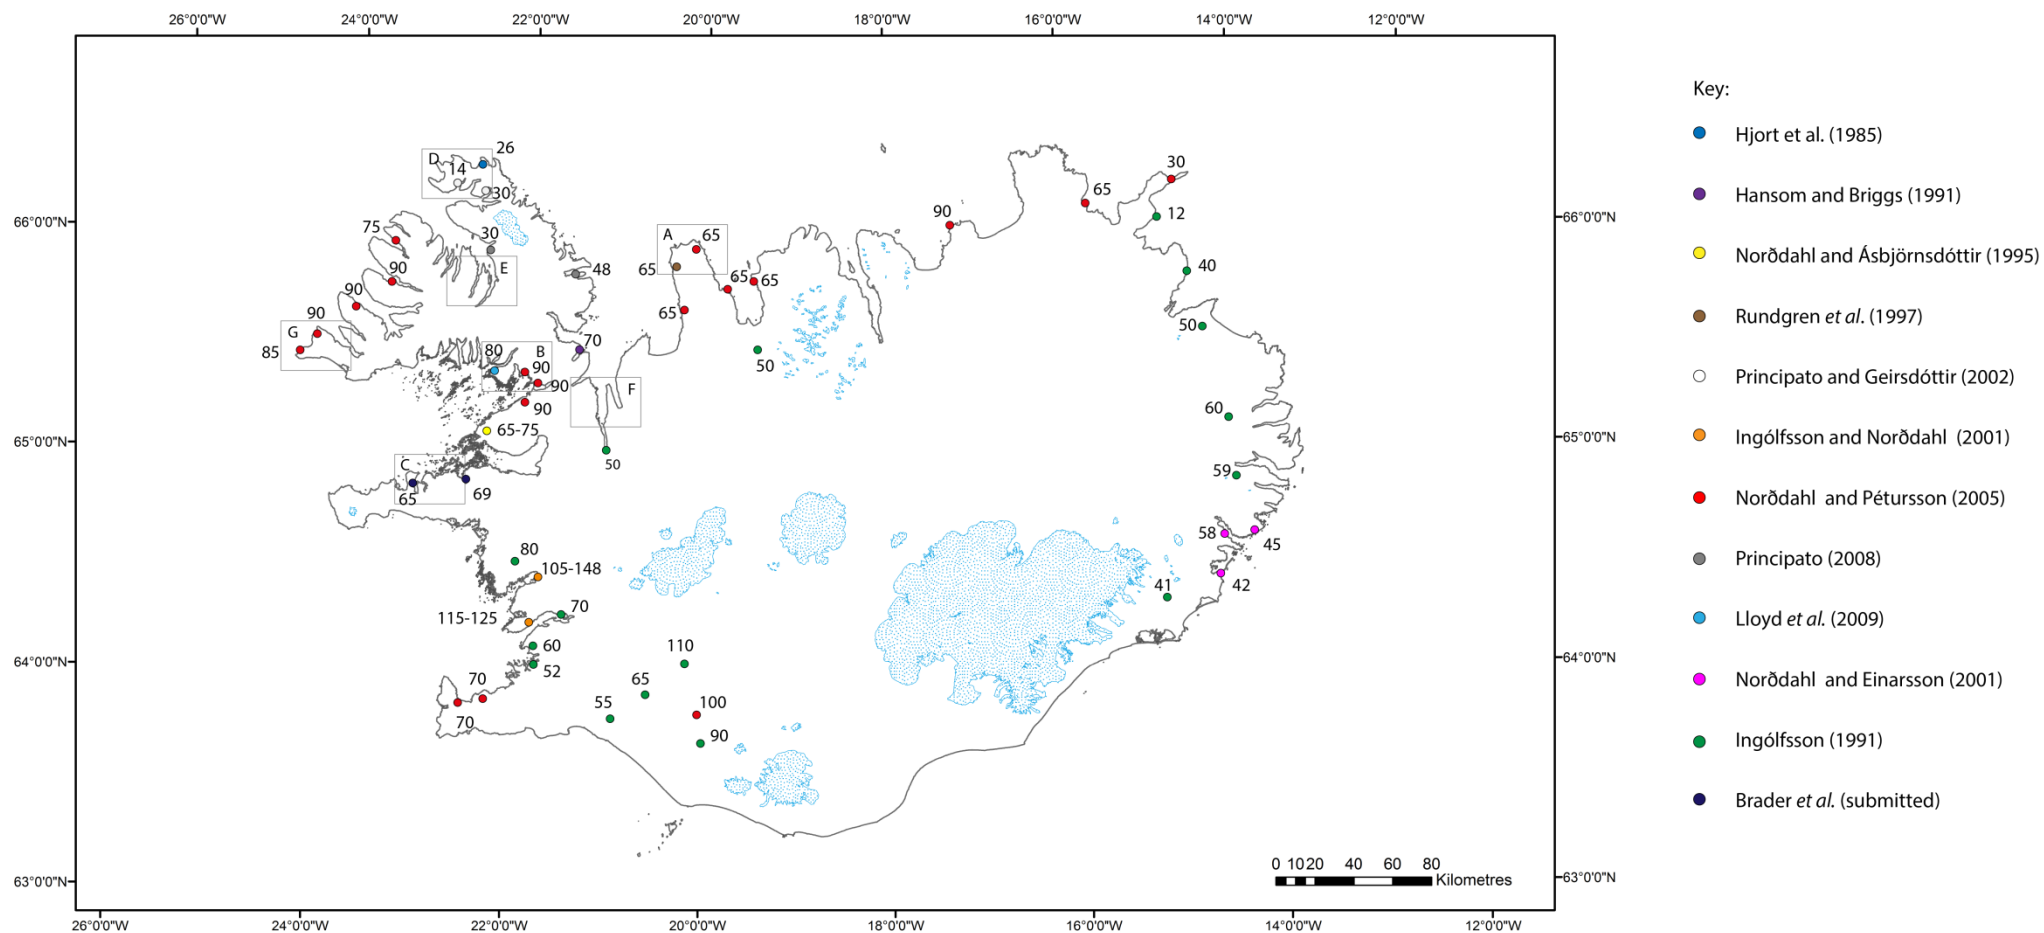 26°0'0"W 24°0'0"W 22°0'0"W 20°0'0"W 18°0'0"W 16°0'0"W 14°0'0"W 12°0'0"W
Key:
Hjort et al. (1985)
Hansom and Briggs (1991)
Norðdahl and Ásbjörnsdóttir (1995)
Rundgren et al. (1997)
Principato and Geirsdóttir (2002)
Ingólfsson and Norðdahl (2001)
Norðdahl and Pétursson (2005)
Principato (2008)
Lloyd et al. (2009)
Norðdahl and Einarsson (2001)
Ingólfsson (1991)
Brader et al. (submitted)
26
D
14
30
30
66°0'0"N
66°0'0"N
75
30
E
48
90
90
90
G
85
A
65
65
65
65
65
90
65
30
12
40
50
50
70
80
B
90
90
90
F
65-75
50
60
65°0'0"N
65°0'0"N
C
65
69
59
58
45
42
41
80
105-148
70
115-125
60
52
64°0'0"N
64°0'0"N
110
65
55
100
90
70
70
0 10 20 40 60 80
Kilometres
63°0'0"N
63°0'0"N
26°0'0"W 24°0'0"W 22°0'0"W 20°0'0"W 18°0'0"W 16°0'0"W 14°0'0"W 12°0'0"W